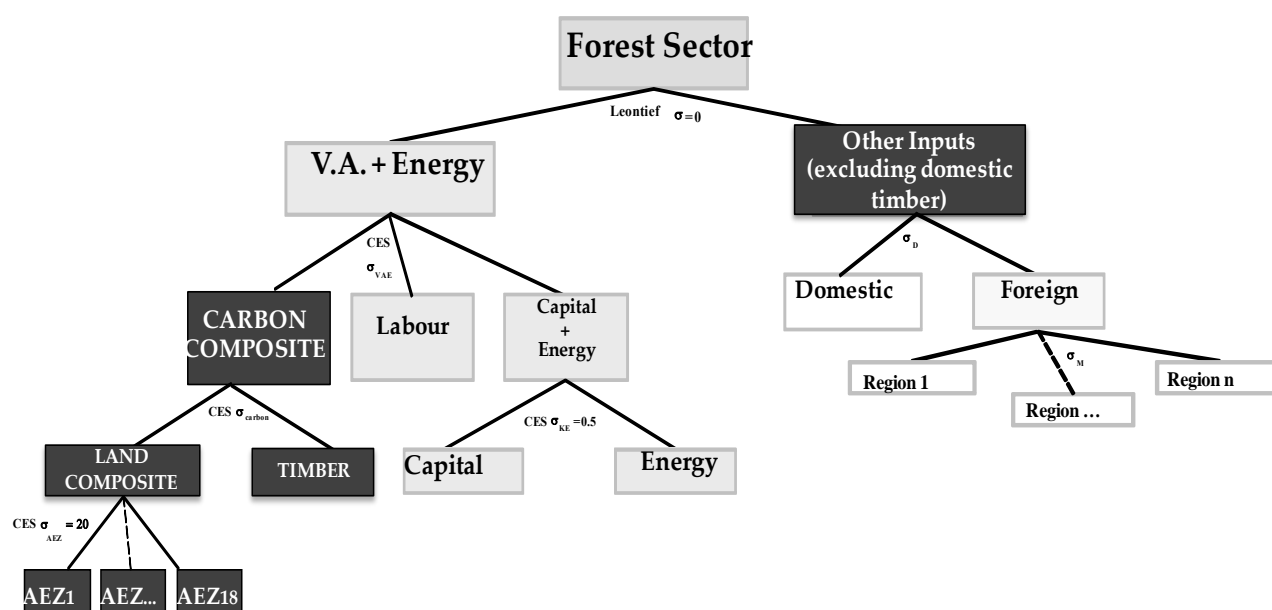 Forest Sector
Leontief σ=0
V.A. + Energy
Other Inputs
(excluding domestic
timber)
CES
σVAE
σD
CARBON
COMPOSITE
Labour
Capital
+
Energy
Domestic
Foreign
σM
Region 1
Region …
Region n
CES σcarbon
CES σKE =0.5
LAND
COMPOSITE
TIMBER
Capital
Energy
CES σAEZ = 20
AEZ1
AEZ...
AEZ18